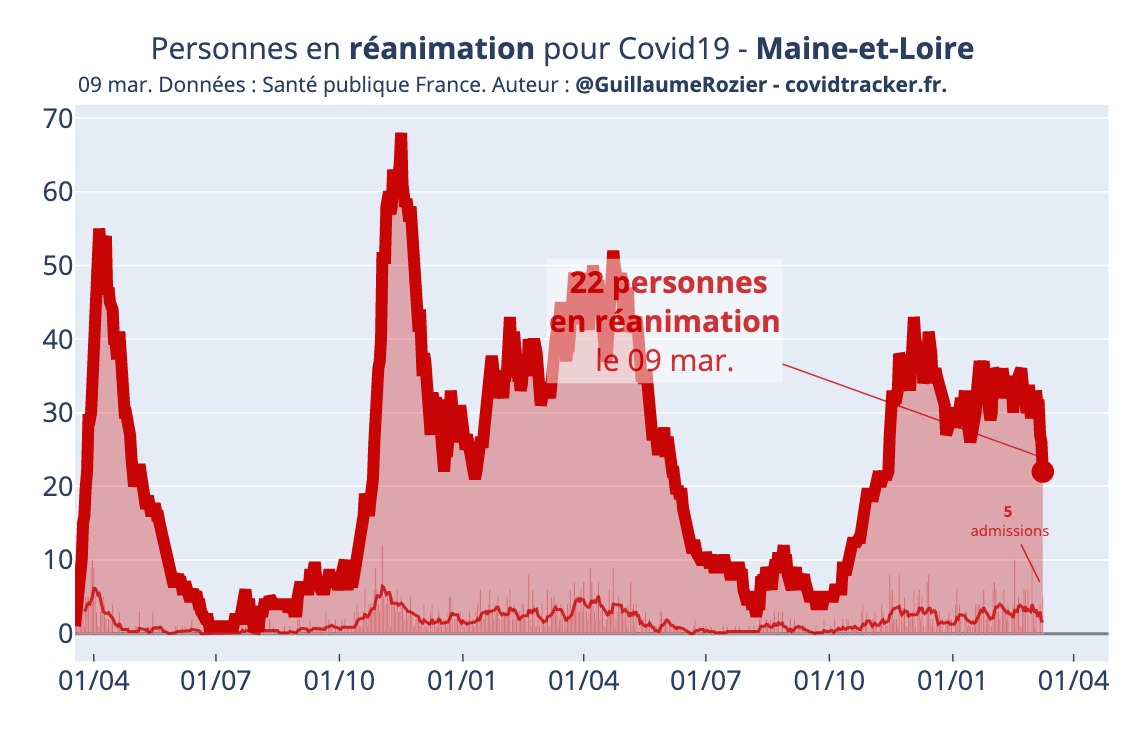 Personnes en réanimation pour Covid19 - Maine-et-Loire
09 mar. Données : Santé publique France. Auteur : @GuillaumeRozier - covidtracker.fr.
70
60
50
40
30
20
10
0
22 personnes
en réanimation
le 09 mar.
5
admissions
01/04 01/07 01/10 01/01 01/04 01/07 01/10 01/01 01/04